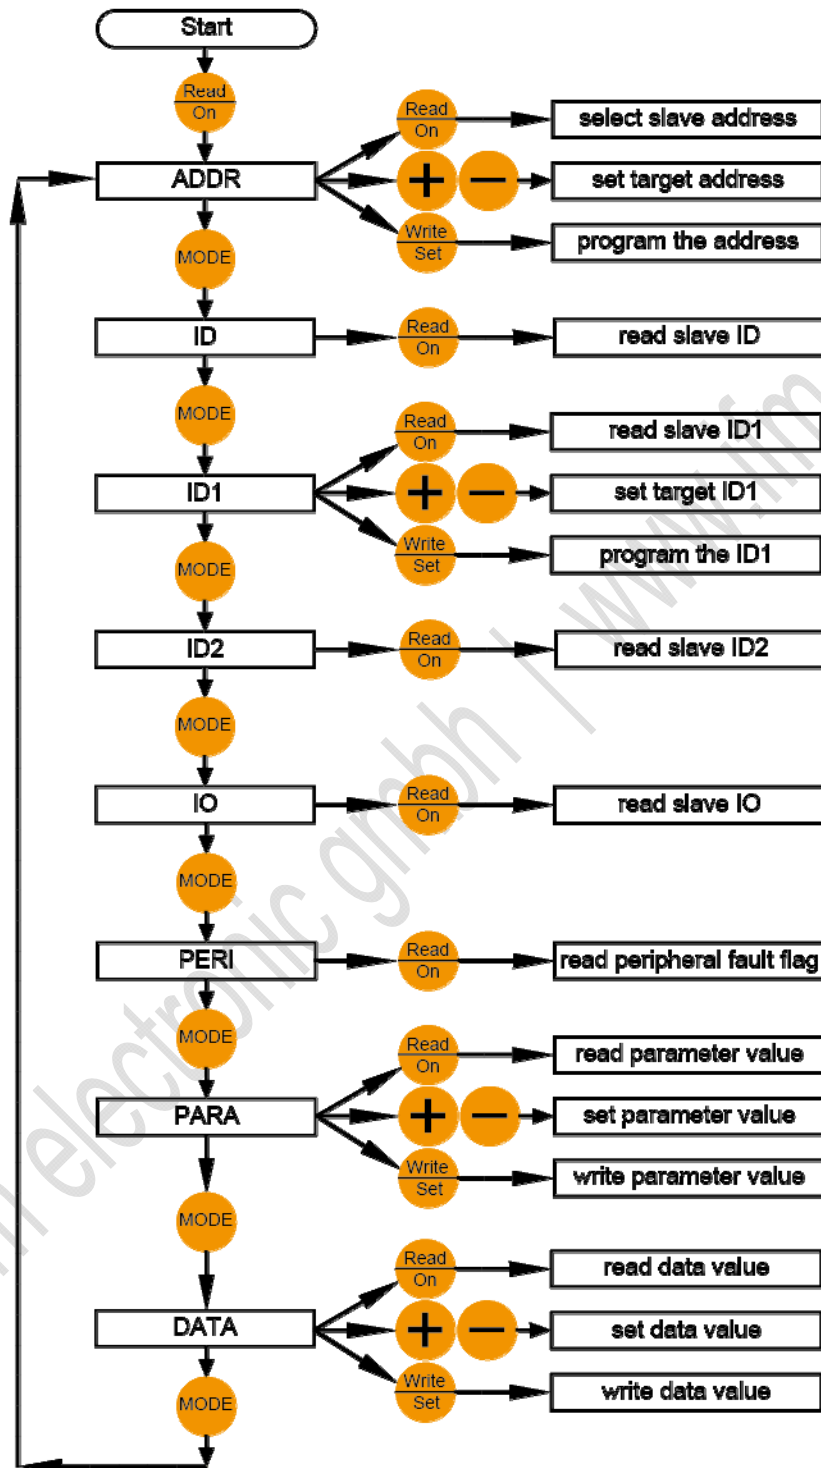 Start
Read
On
Read
On
select slave address
ADDR
+ −
set target address
Write
Set
program the address
MODE
ID
Read
On
read slave ID
MODE
Read
On
read slave ID1
ID1
+ −
set target ID1
Write
Set
program the ID1
MODE
ID2
Read
On
read slave ID2
MODE
IO
Read
On
read slave IO
MODE
PERI
Read
On
read peripheral fault flag
MODE
Read
On
read parameter value
PARA
+ −
set parameter value
Write
Set
write parameter value
MODE
Read
On
read data value
DATA
+ −
set data value
Write
Set
write data value
MODE
electronic gmbh | www.ifm